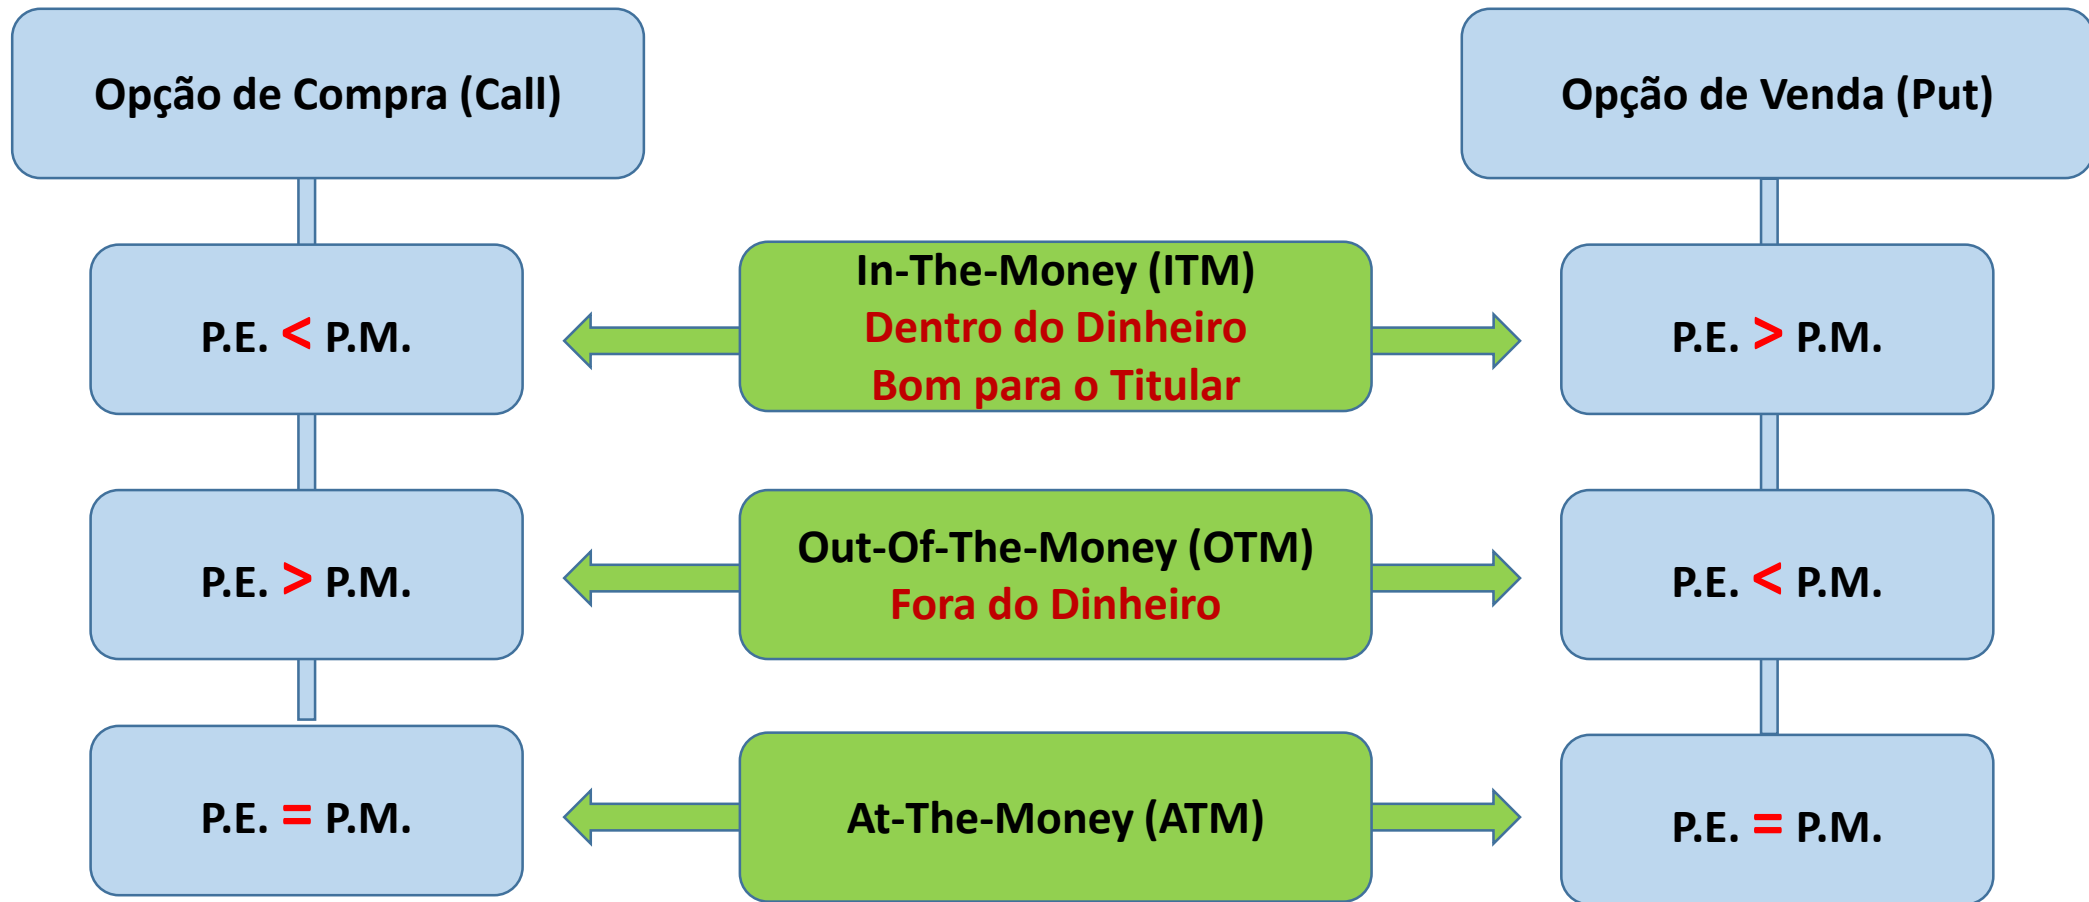 Opção de Compra (Call)
Opção de Venda (Put)
P.E. < P.M.
In-The-Money (ITM)
Dentro do Dinheiro
Bom para o Titular
P.E. > P.M.
P.E. > P.M.
Out-Of-The-Money (OTM)
Fora do Dinheiro
P.E. < P.M.
P.E. = P.M.
At-The-Money (ATM)
P.E. = P.M.